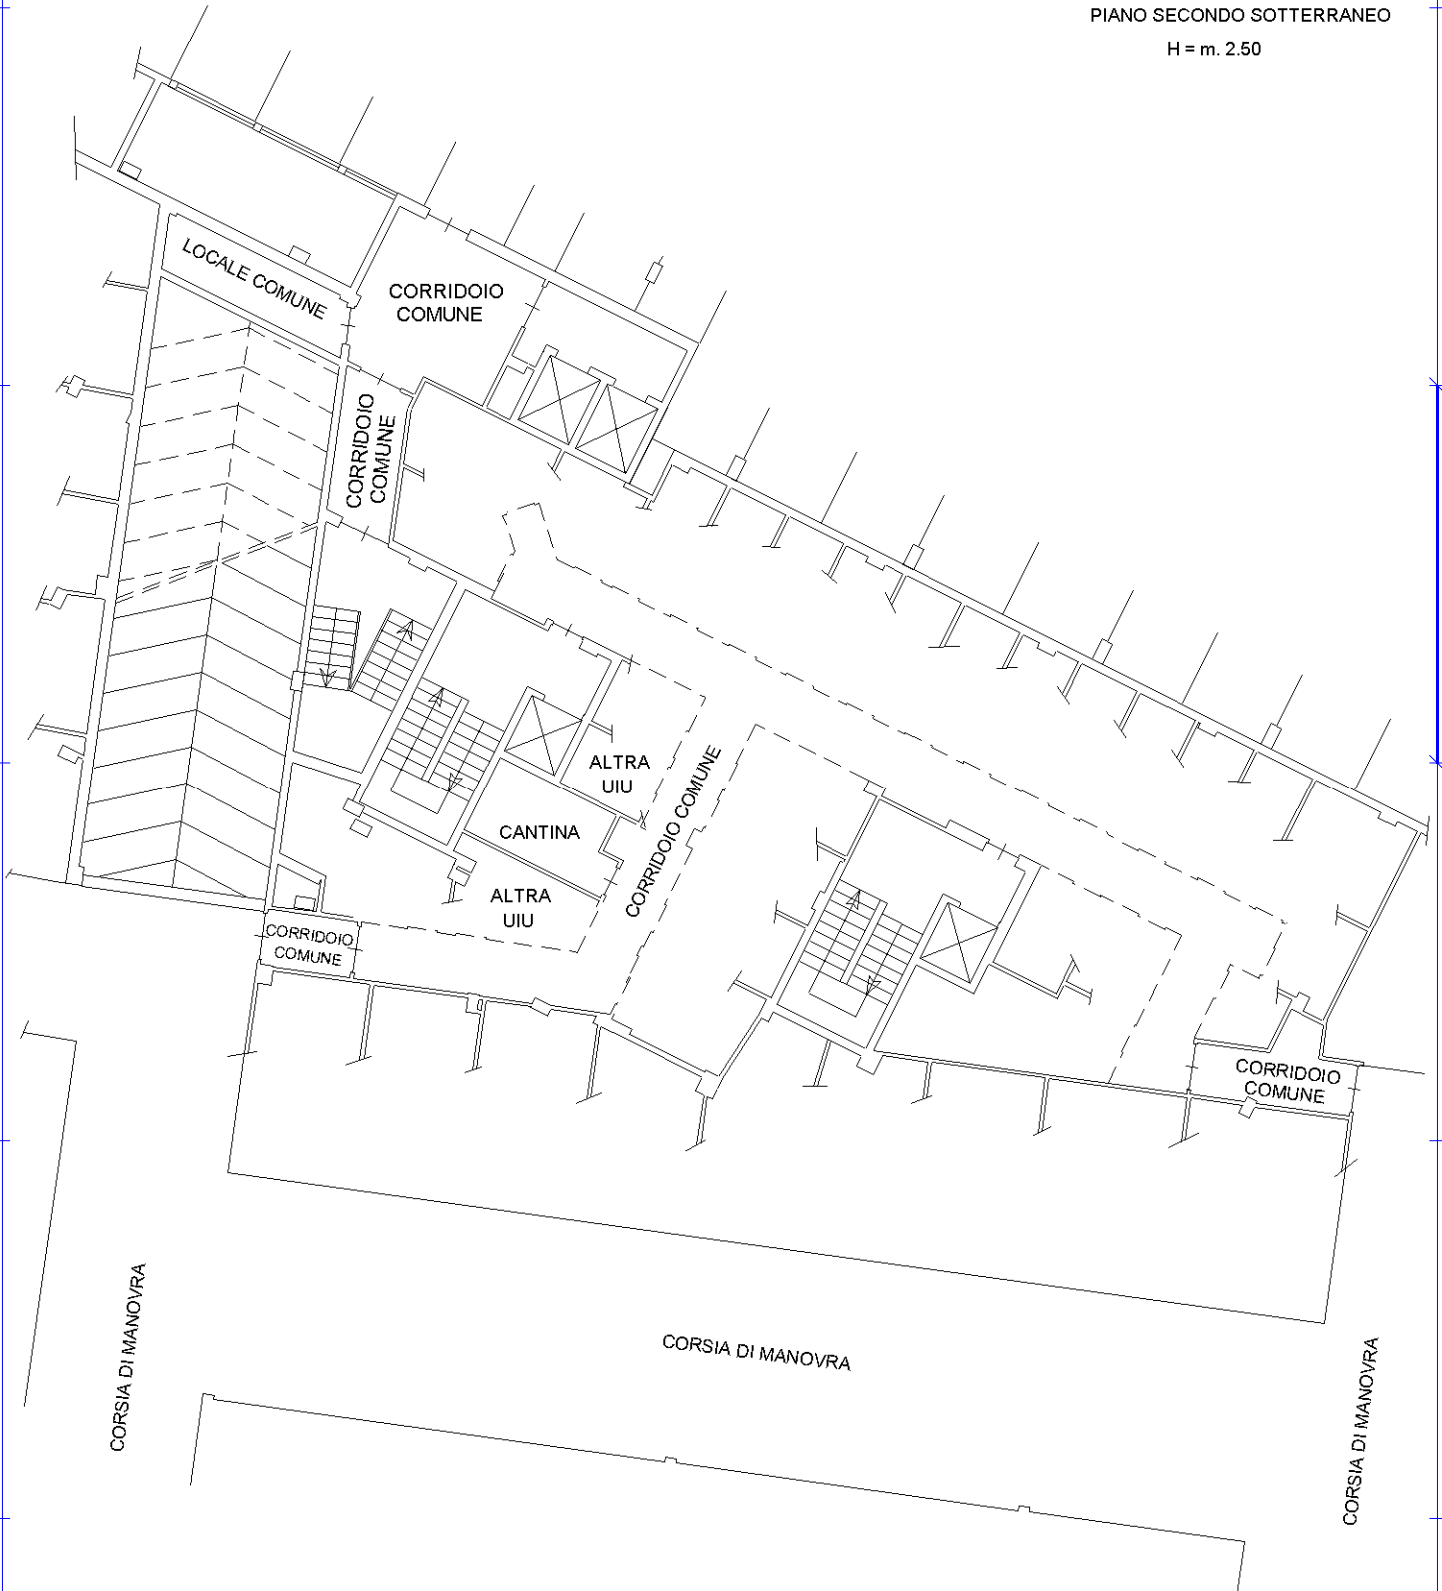 PIANO SECONDO SOTTERRANEO
H = m. 2.50
LOCALE COMUNE
CORRIDOIO
COMUNE
CORRIDOIO
COMUNE
ALTRA
UIU
CANTINA
CORRIDOIO COMUNE
ALTRA
UIU
CORRIDOIO
COMUNE
CORRIDOIO
COMUNE
CORSIA DI MANOVRA
CORSIA DI MANOVRA
CORSIA DI MANOVRA